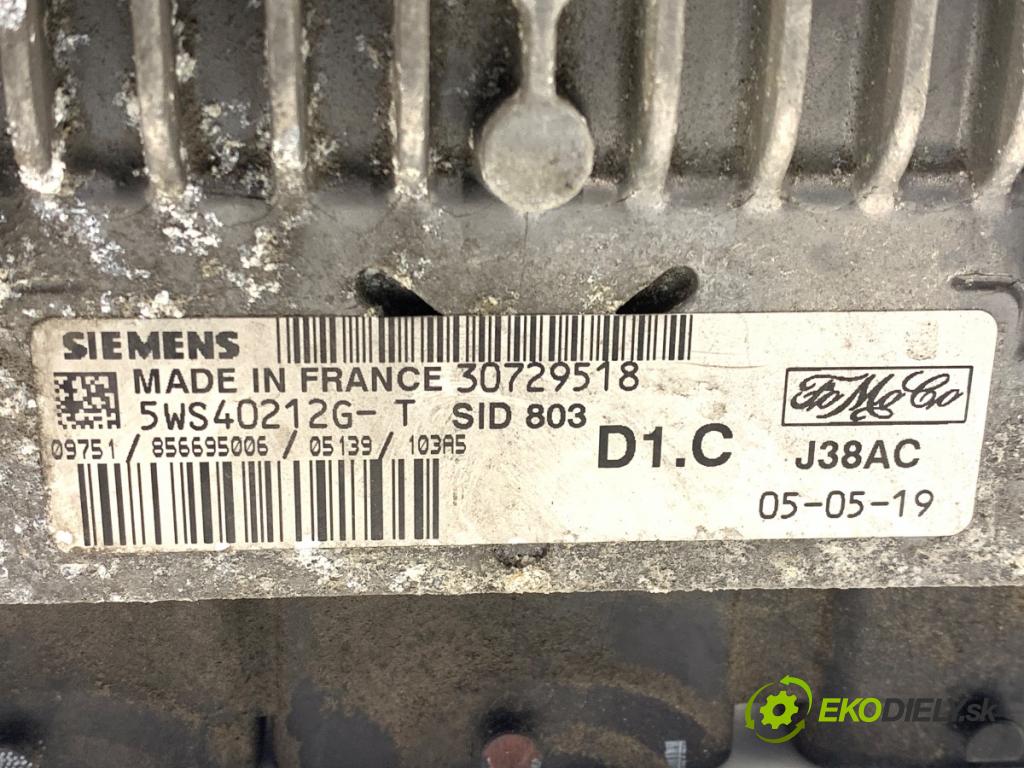 SIEMENS
MADE IN FRANCE 30729518
5WS40212G-T SID 803
09751/856695006/05139/103A5
D1.C
FoMoCo
J38AC
05-05-19
EKODIELY.sk